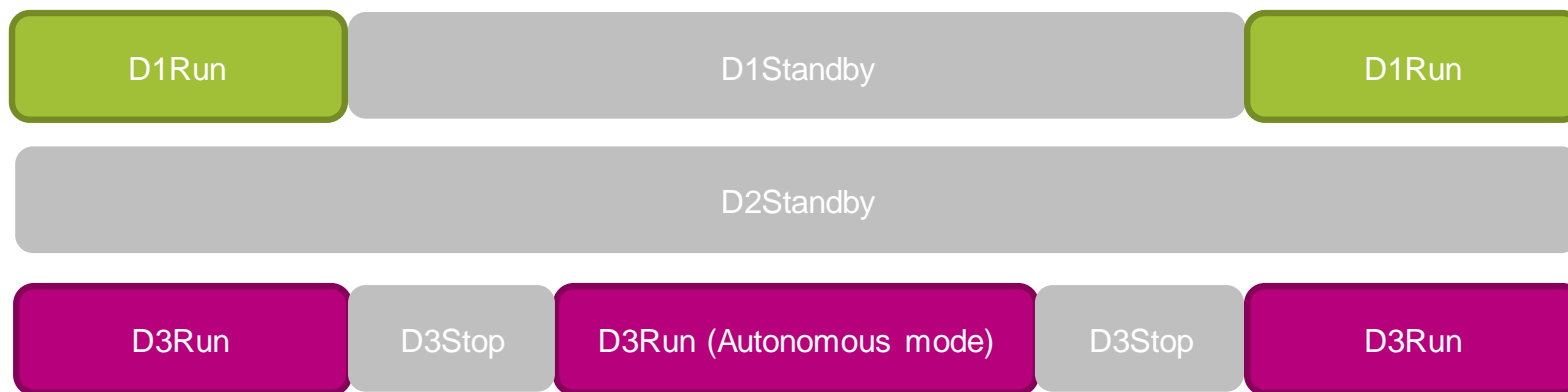 D1Run D1Standby D1Run
D2Standby
D3Run D3Stop D3Run (Autonomous mode) D3Stop D3Run